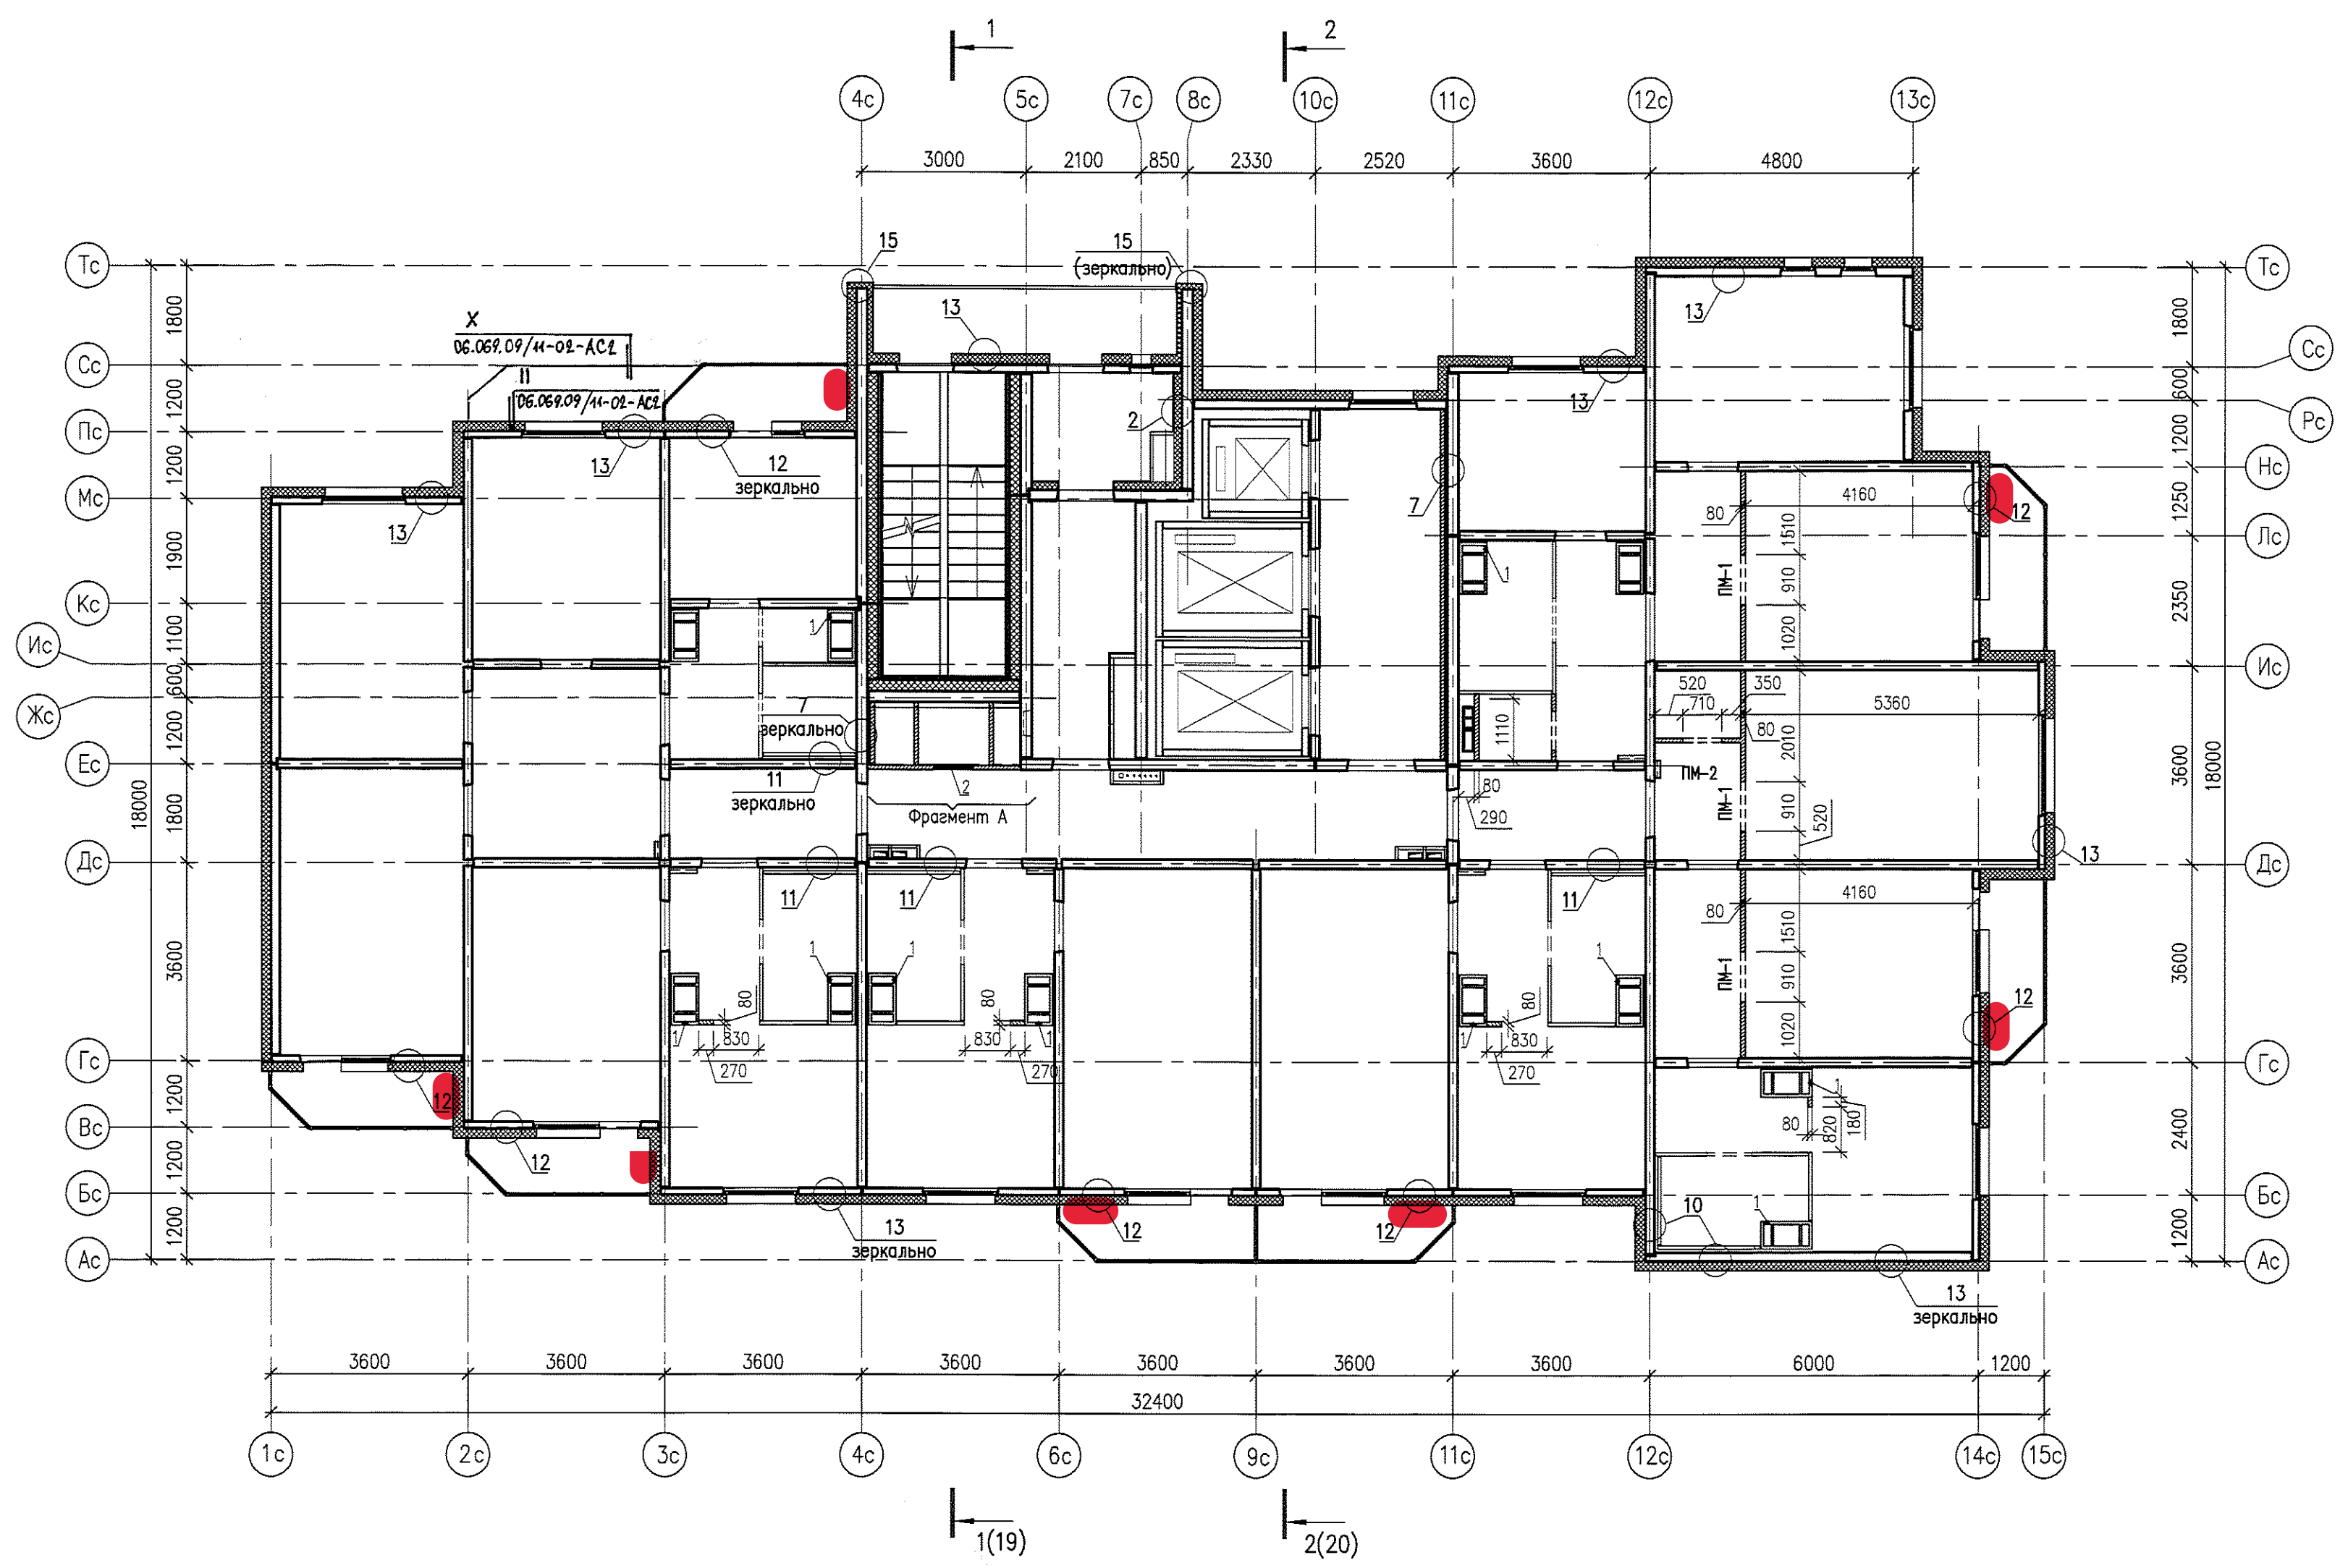 1
2
4с 5с 7с 8с 10с 11с 12с 13с
3000 2100 850 2330 2520 3600 4800
15
15
(зеркально)
Тс
Тс
13
13
Х
06.069.09/11-02-АС2
Сс
Сс
II
06.069.09/11-02-АС2
13
Рс
2
Пс
13
12
зеркально
Нс
4160
Мс
13
7
80
12
1510
Лс
1
ПМ-1
910
Кс
1
1020
Ис
Ис
520
350
710
5360
Жс
7
зеркально
1110
80
2010
Ес
11
зеркально
2
Фрагмент А
80
290
ПМ-2
ПМ-1
910
520
Дс
13
Дс
11
11
11
4160
80
1510
1
1
1
80
80
80
ПМ-1
910
12
1
1
1
830
830
830
1020
270
270
270
Гс
Гс
12
1
80
820
180
Вс
12
Бс
13
зеркально
12
12
10
1
Бс
Ас
Ас
13
зеркально
1800
1200
1200
1900
1100
600
1200
1800
3600
1200
1200
1200
18000
1800
600
1200
1250
2350
3600
3600
2400
1200
18000
3600 3600 3600 3600 3600 3600 3600 6000 1200
32400
1с 2с 3с 4с 6с 9с 11с 12с 14с 15с
1(19)
2(20)